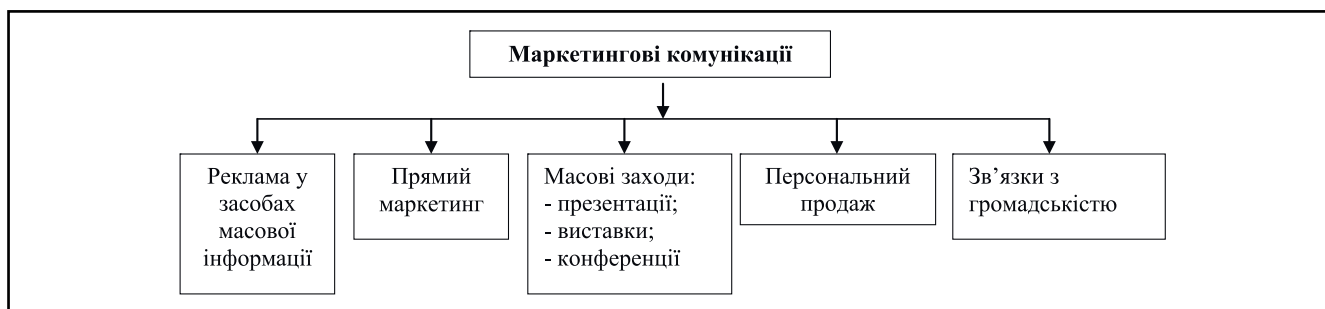 Маркетингові комунікації
Реклама у
засобах
масової
інформації
Прямий
маркетинг
Масові заходи:
- презентації;
- виставки;
- конференції
Персональний
продаж
Зв’язки з
громадськістю